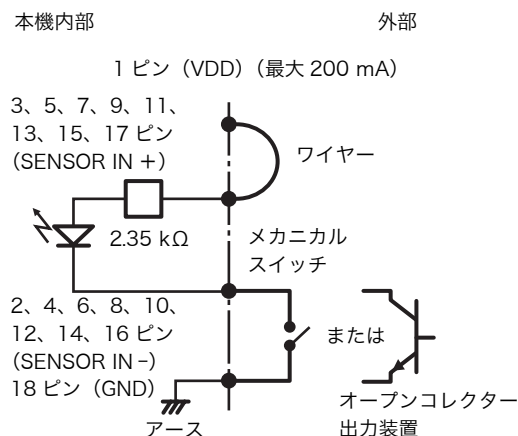 本機内部
外部
1 ピン（VDD）（最大 200 mA）
3、5、7、9、11、
13、15、17 ピン
（SENSOR IN +）
ワイヤー
2.35 kΩ
メカニカル
スイッチ
2、4、6、8、10、
12、14、16 ピン
（SENSOR IN -）
18 ピン（GND）
または
アース
オープンコレクター
出力装置